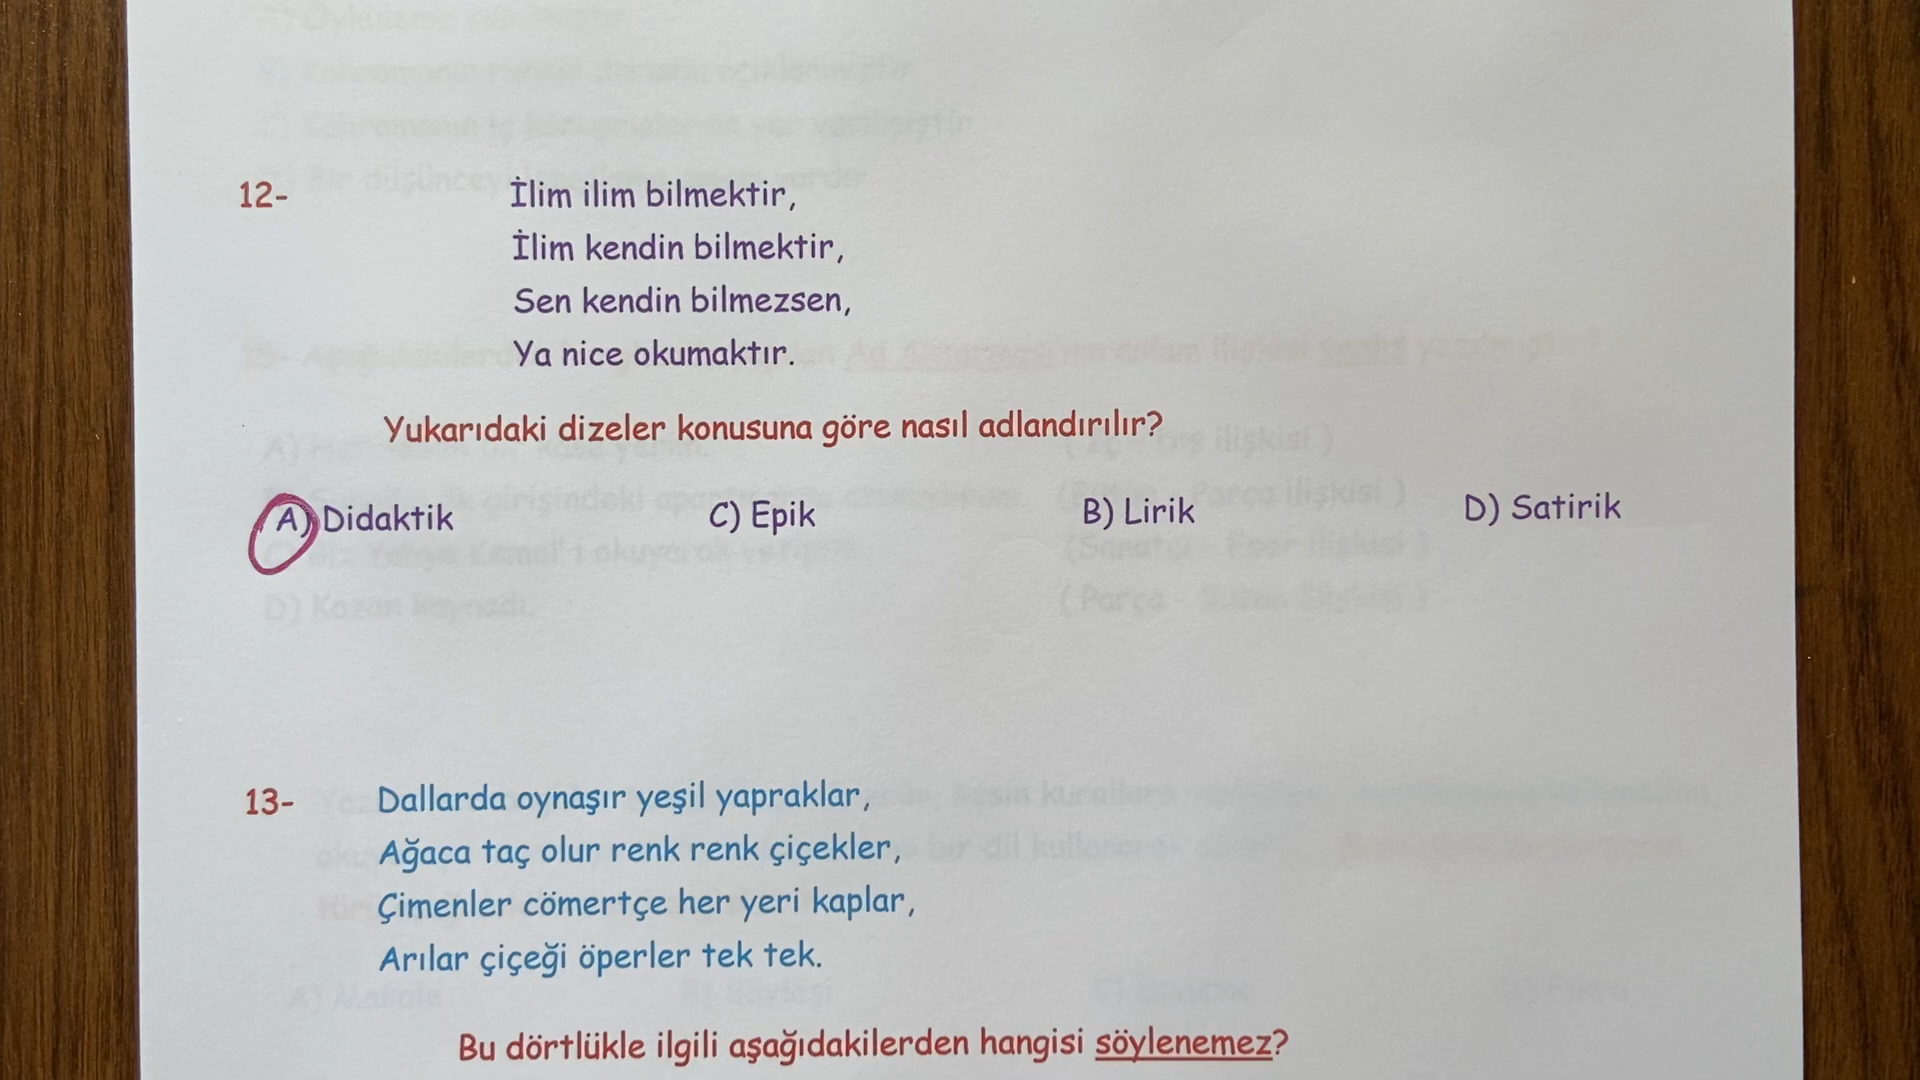 12- İlim ilim bilmektir,
İlim kendin bilmektir,
Sen kendin bilmezsen,
Ya nice okumaktır.
Yukarıdaki dizeler konusuna göre nasıl adlandırılır?
A) Didaktik C) Epik B) Lirik D) Satirik
13- Dallarda oynaşır yeşil yapraklar,
Ağaca taç olur renk renk çiçekler,
Çimenler cömertçe her yeri kaplar,
Arılar çiçeği öperler tek tek.
Bu dörtlükle ilgili aşağıdakilerden hangisi söylenemez?